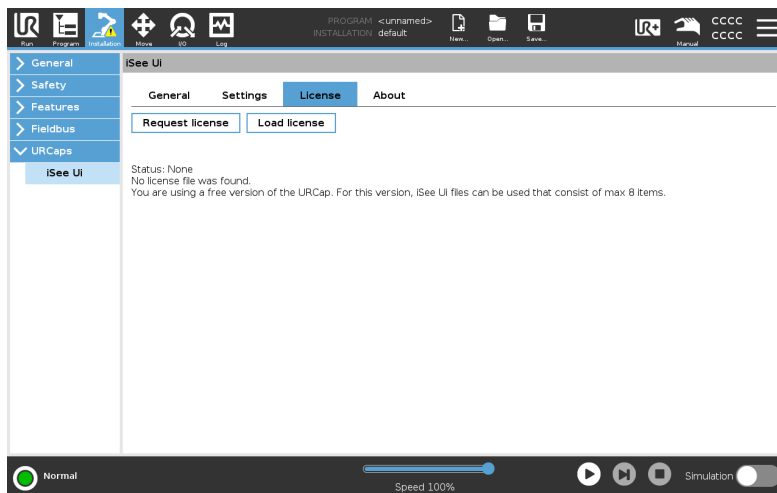 UR
PROGRAM <unnamed>
INSTALLATION default
UR+
CCCC
CCCC
Run
Program
Installation
Move
I/O
Log
New...
Open...
Save...
Manual
General
Safety
Features
Fieldbus
URCaps
iSee Ui
iSee Ui
General Settings License About
Request license Load license
Status: None
No license file was found.
You are using a free version of the URCap. For this version, iSee Ui files can be used that consist of max 8 items.
Normal
Speed 100%
Simulation